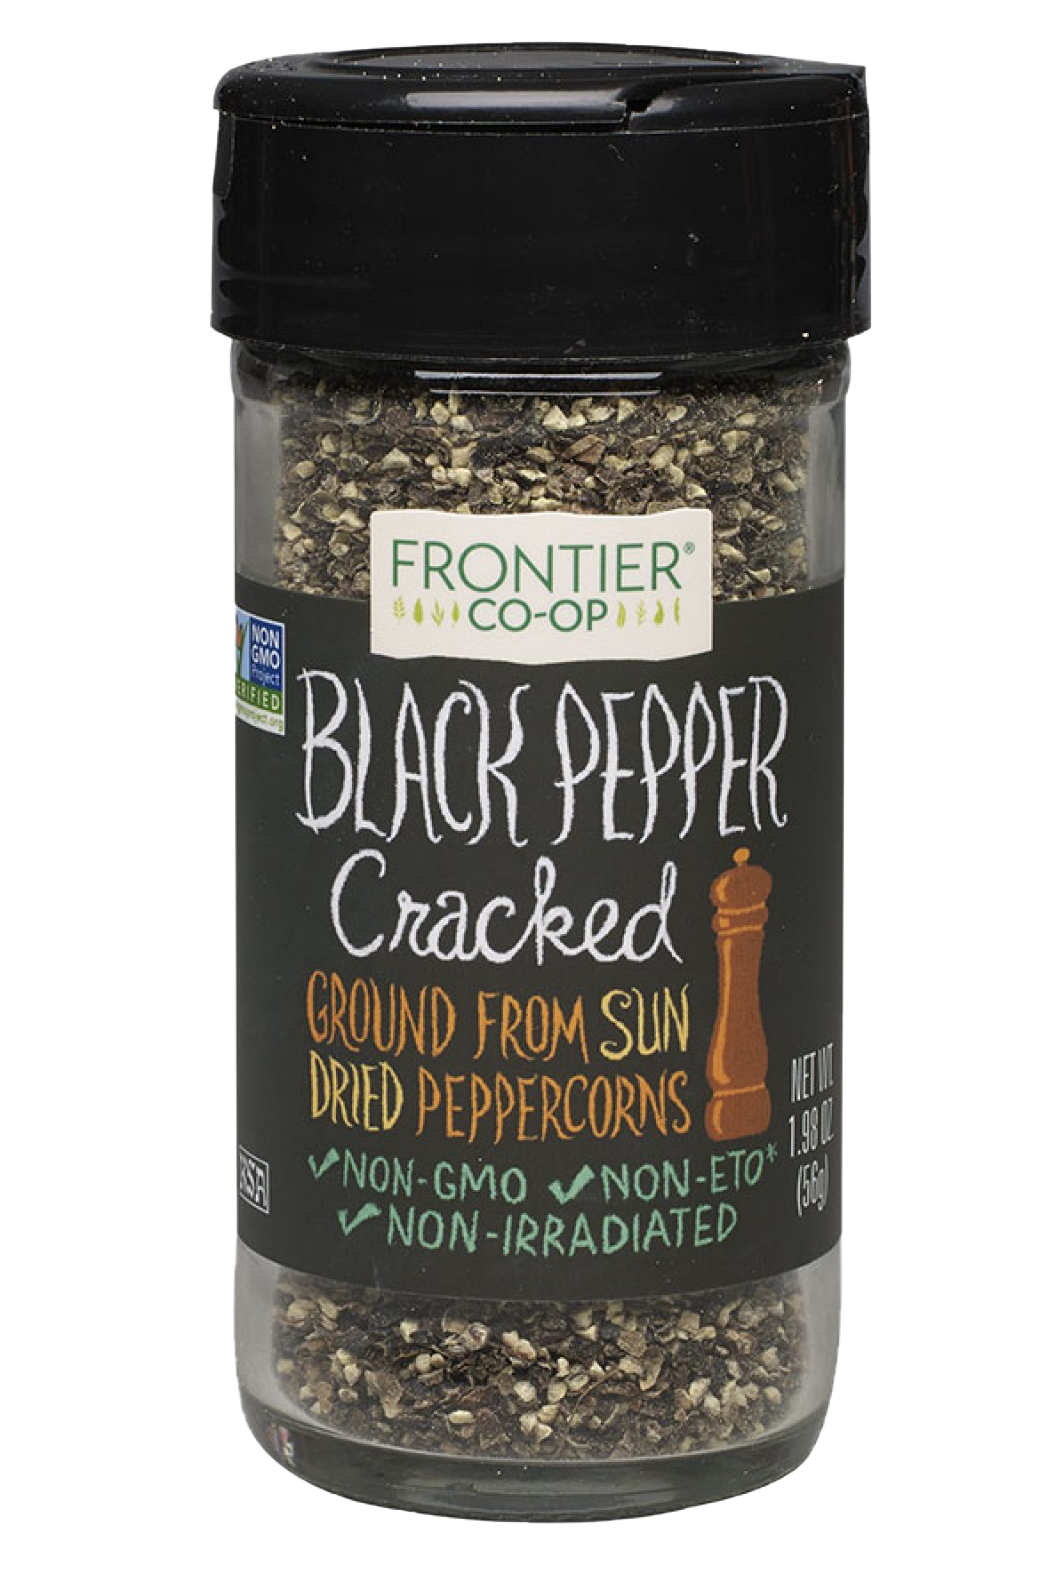 FRONTIER®
CO-OP
NON
GMO
Project
BLACK PEPPER
Cracked
GROUND FROM SUN
DRIED PEPPERCORNS
NET WT.
1.98 OZ
(56g)
✓NON-GMO ✓NON-ETO*
✓NON-IRRADIATED
KSA